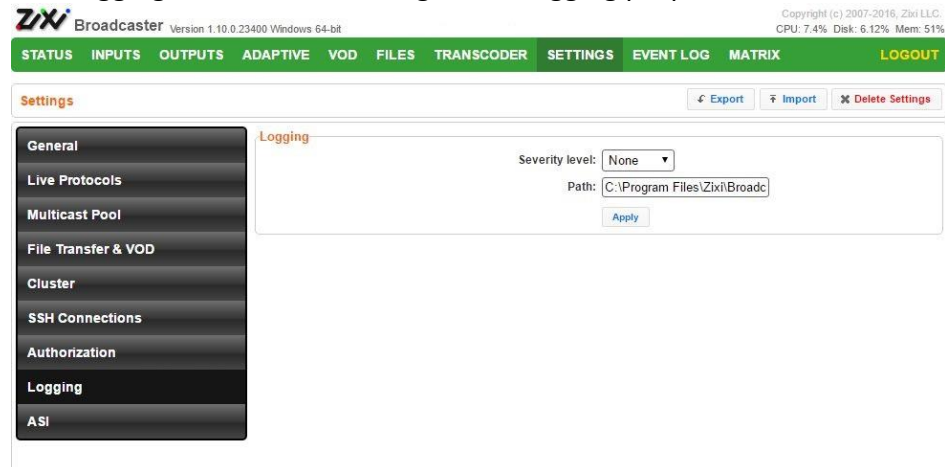 ZiXi Broadcaster Version 1.10.0.23400 Windows 64-bit
Copyright (c) 2007-2016, Zixi LLC.
CPU: 7.4% Disk: 6.12% Mem: 51%
STATUS INPUTS OUTPUTS ADAPTIVE VOD FILES TRANSCODER SETTINGS EVENT LOG MATRIX LOGOUT
Settings Export Import Delete Settings
General
Live Protocols
Multicast Pool
File Transfer & VOD
Cluster
SSH Connections
Authorization
Logging
ASI
Logging
Severity level: None
Path: C:\Program Files\Zixi\Broadc
Apply